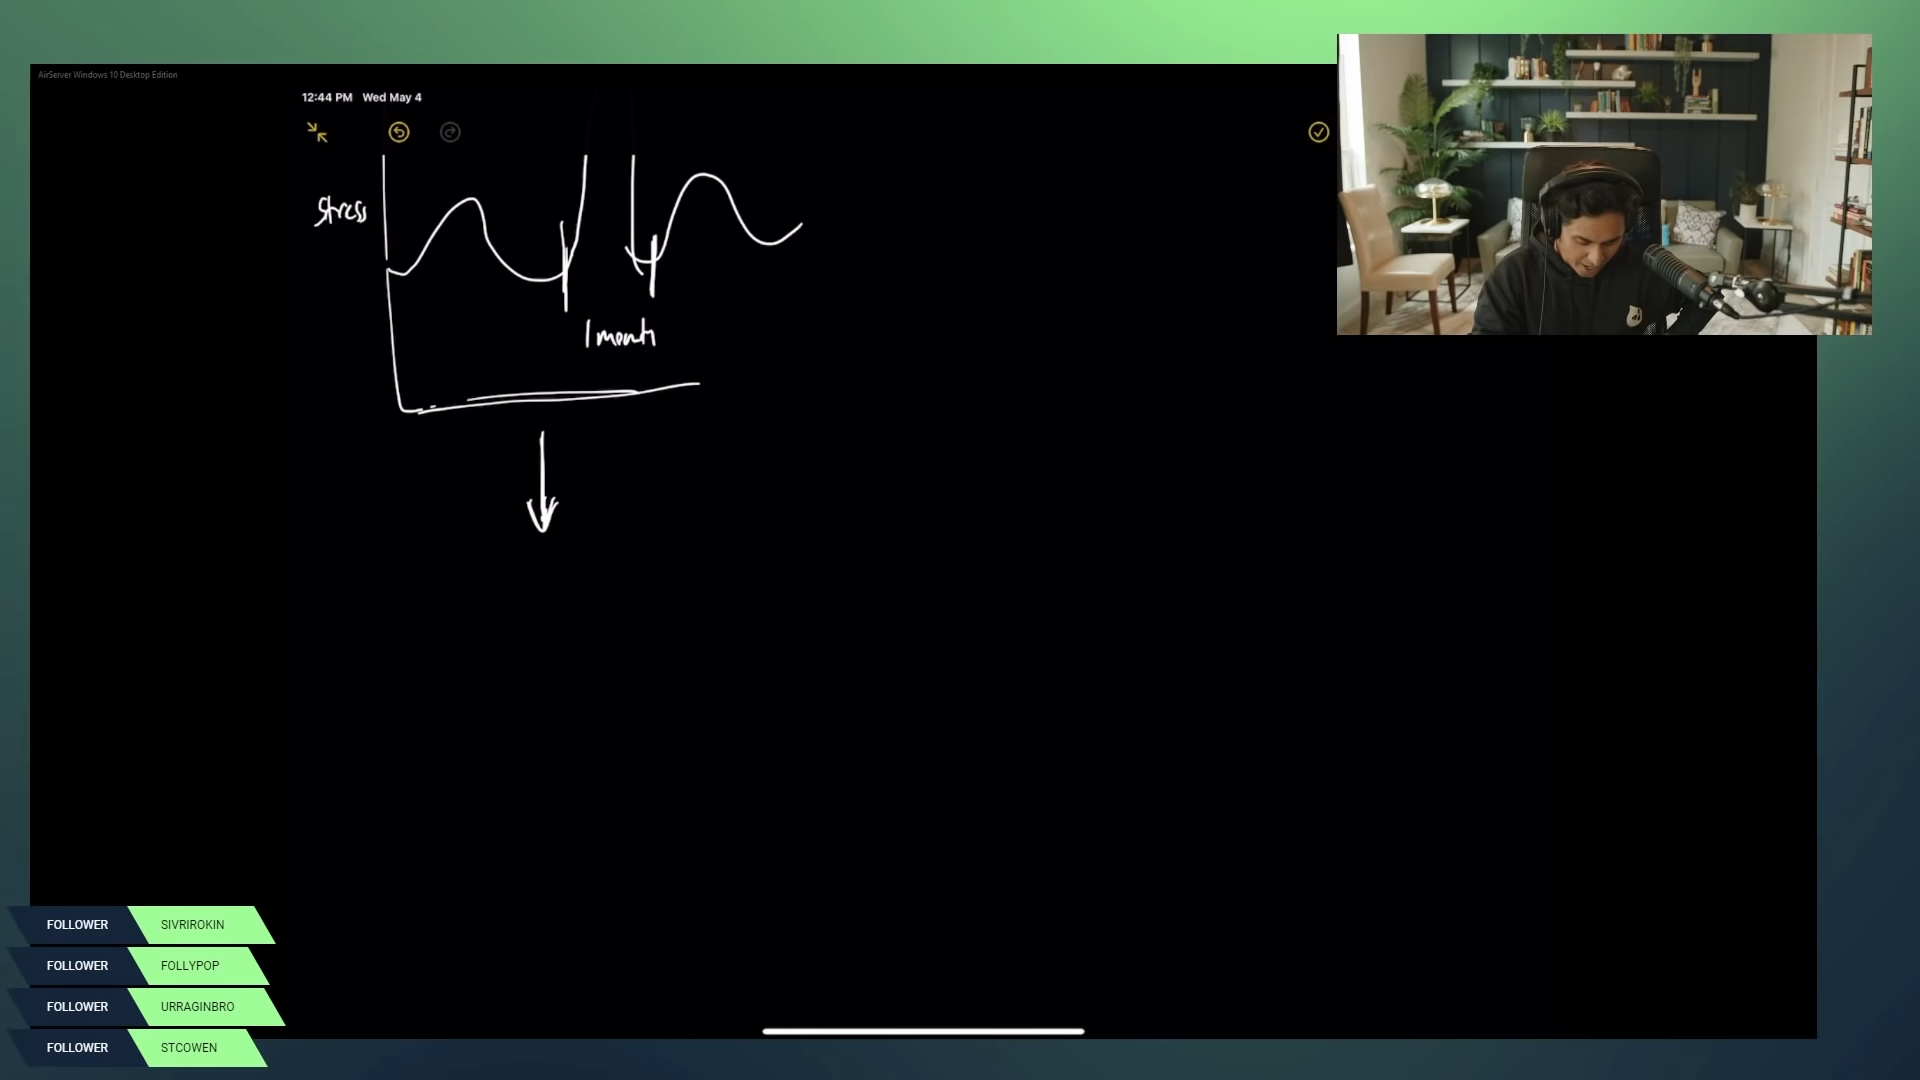 AirServer Windows 10 Desktop Edition
12:44 PM Wed May 4
Stress
1 month
FOLLOWER SIVRIROKIN
FOLLOWER FOLLYPOP
FOLLOWER URRAGINBRO
FOLLOWER STCOWEN